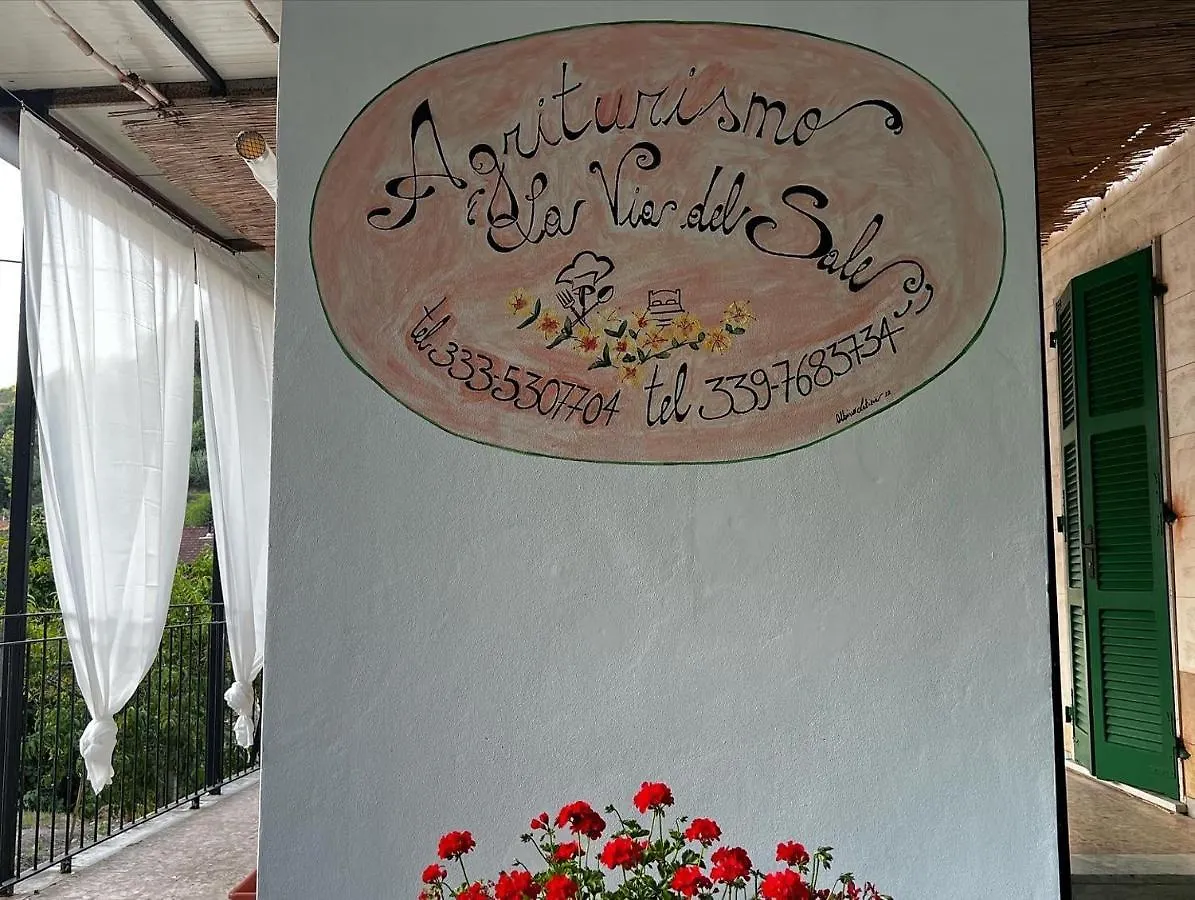 Agriturismo
"La Via del Sale"
tel 333-5307704 tel 339-7683734